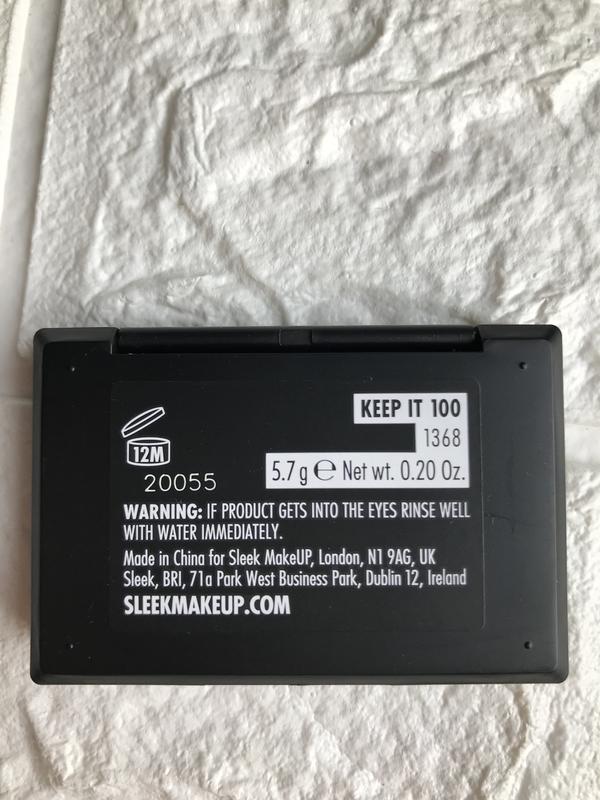 KEEP IT 100
1368
5.7 g ℮ Net wt. 0.20 Oz.
12M
20055
WARNING: IF PRODUCT GETS INTO THE EYES RINSE WELL
WITH WATER IMMEDIATELY.
Made in China for Sleek MakeUP, London, N1 9AG, UK
Sleek, BRI, 71a Park West Business Park, Dublin 12, Ireland
SLEEKMAKEUP.COM